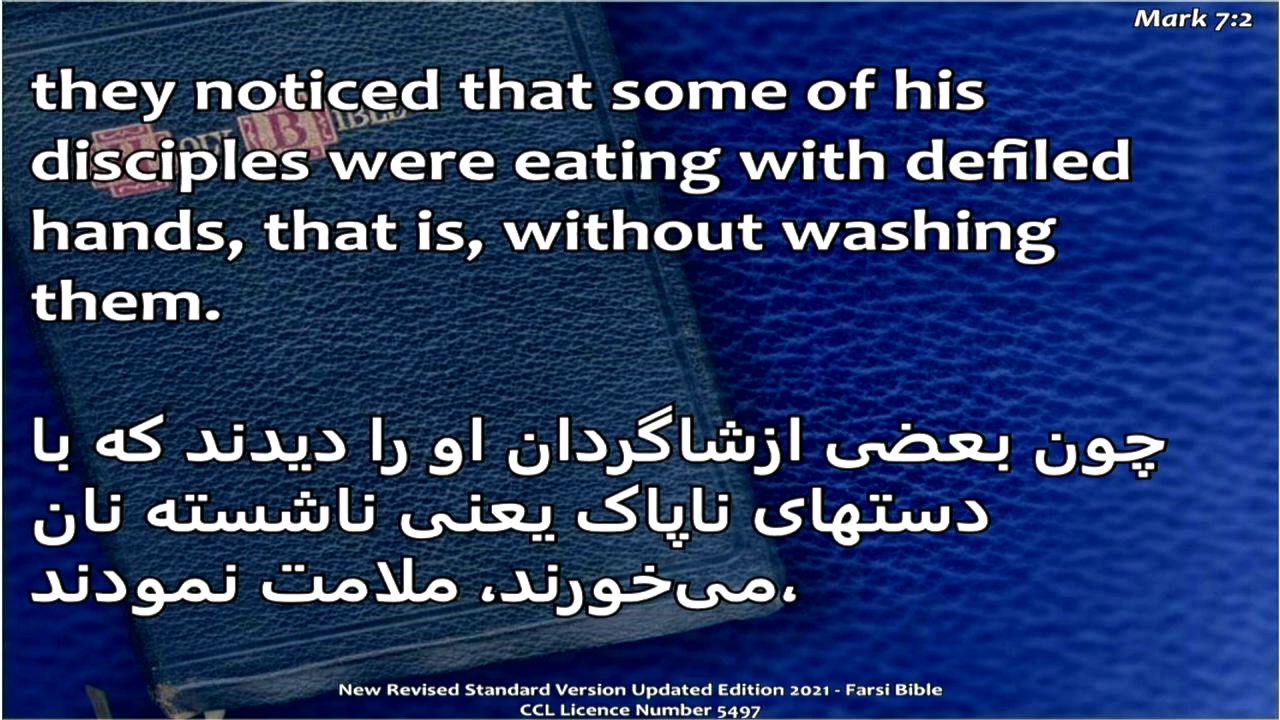 Mark 7:2
they noticed that some of his
disciples were eating with defiled
hands, that is, without washing
them.
چون بعضی ازشاگردان او را دیدند که با
دستهای ناپاک یعنی ناشسته نان
می‌خورند، ملامت نمودند،
HOLY BIBLE
New Revised Standard Version Updated Edition 2021 - Farsi Bible
CCL Licence Number 5497